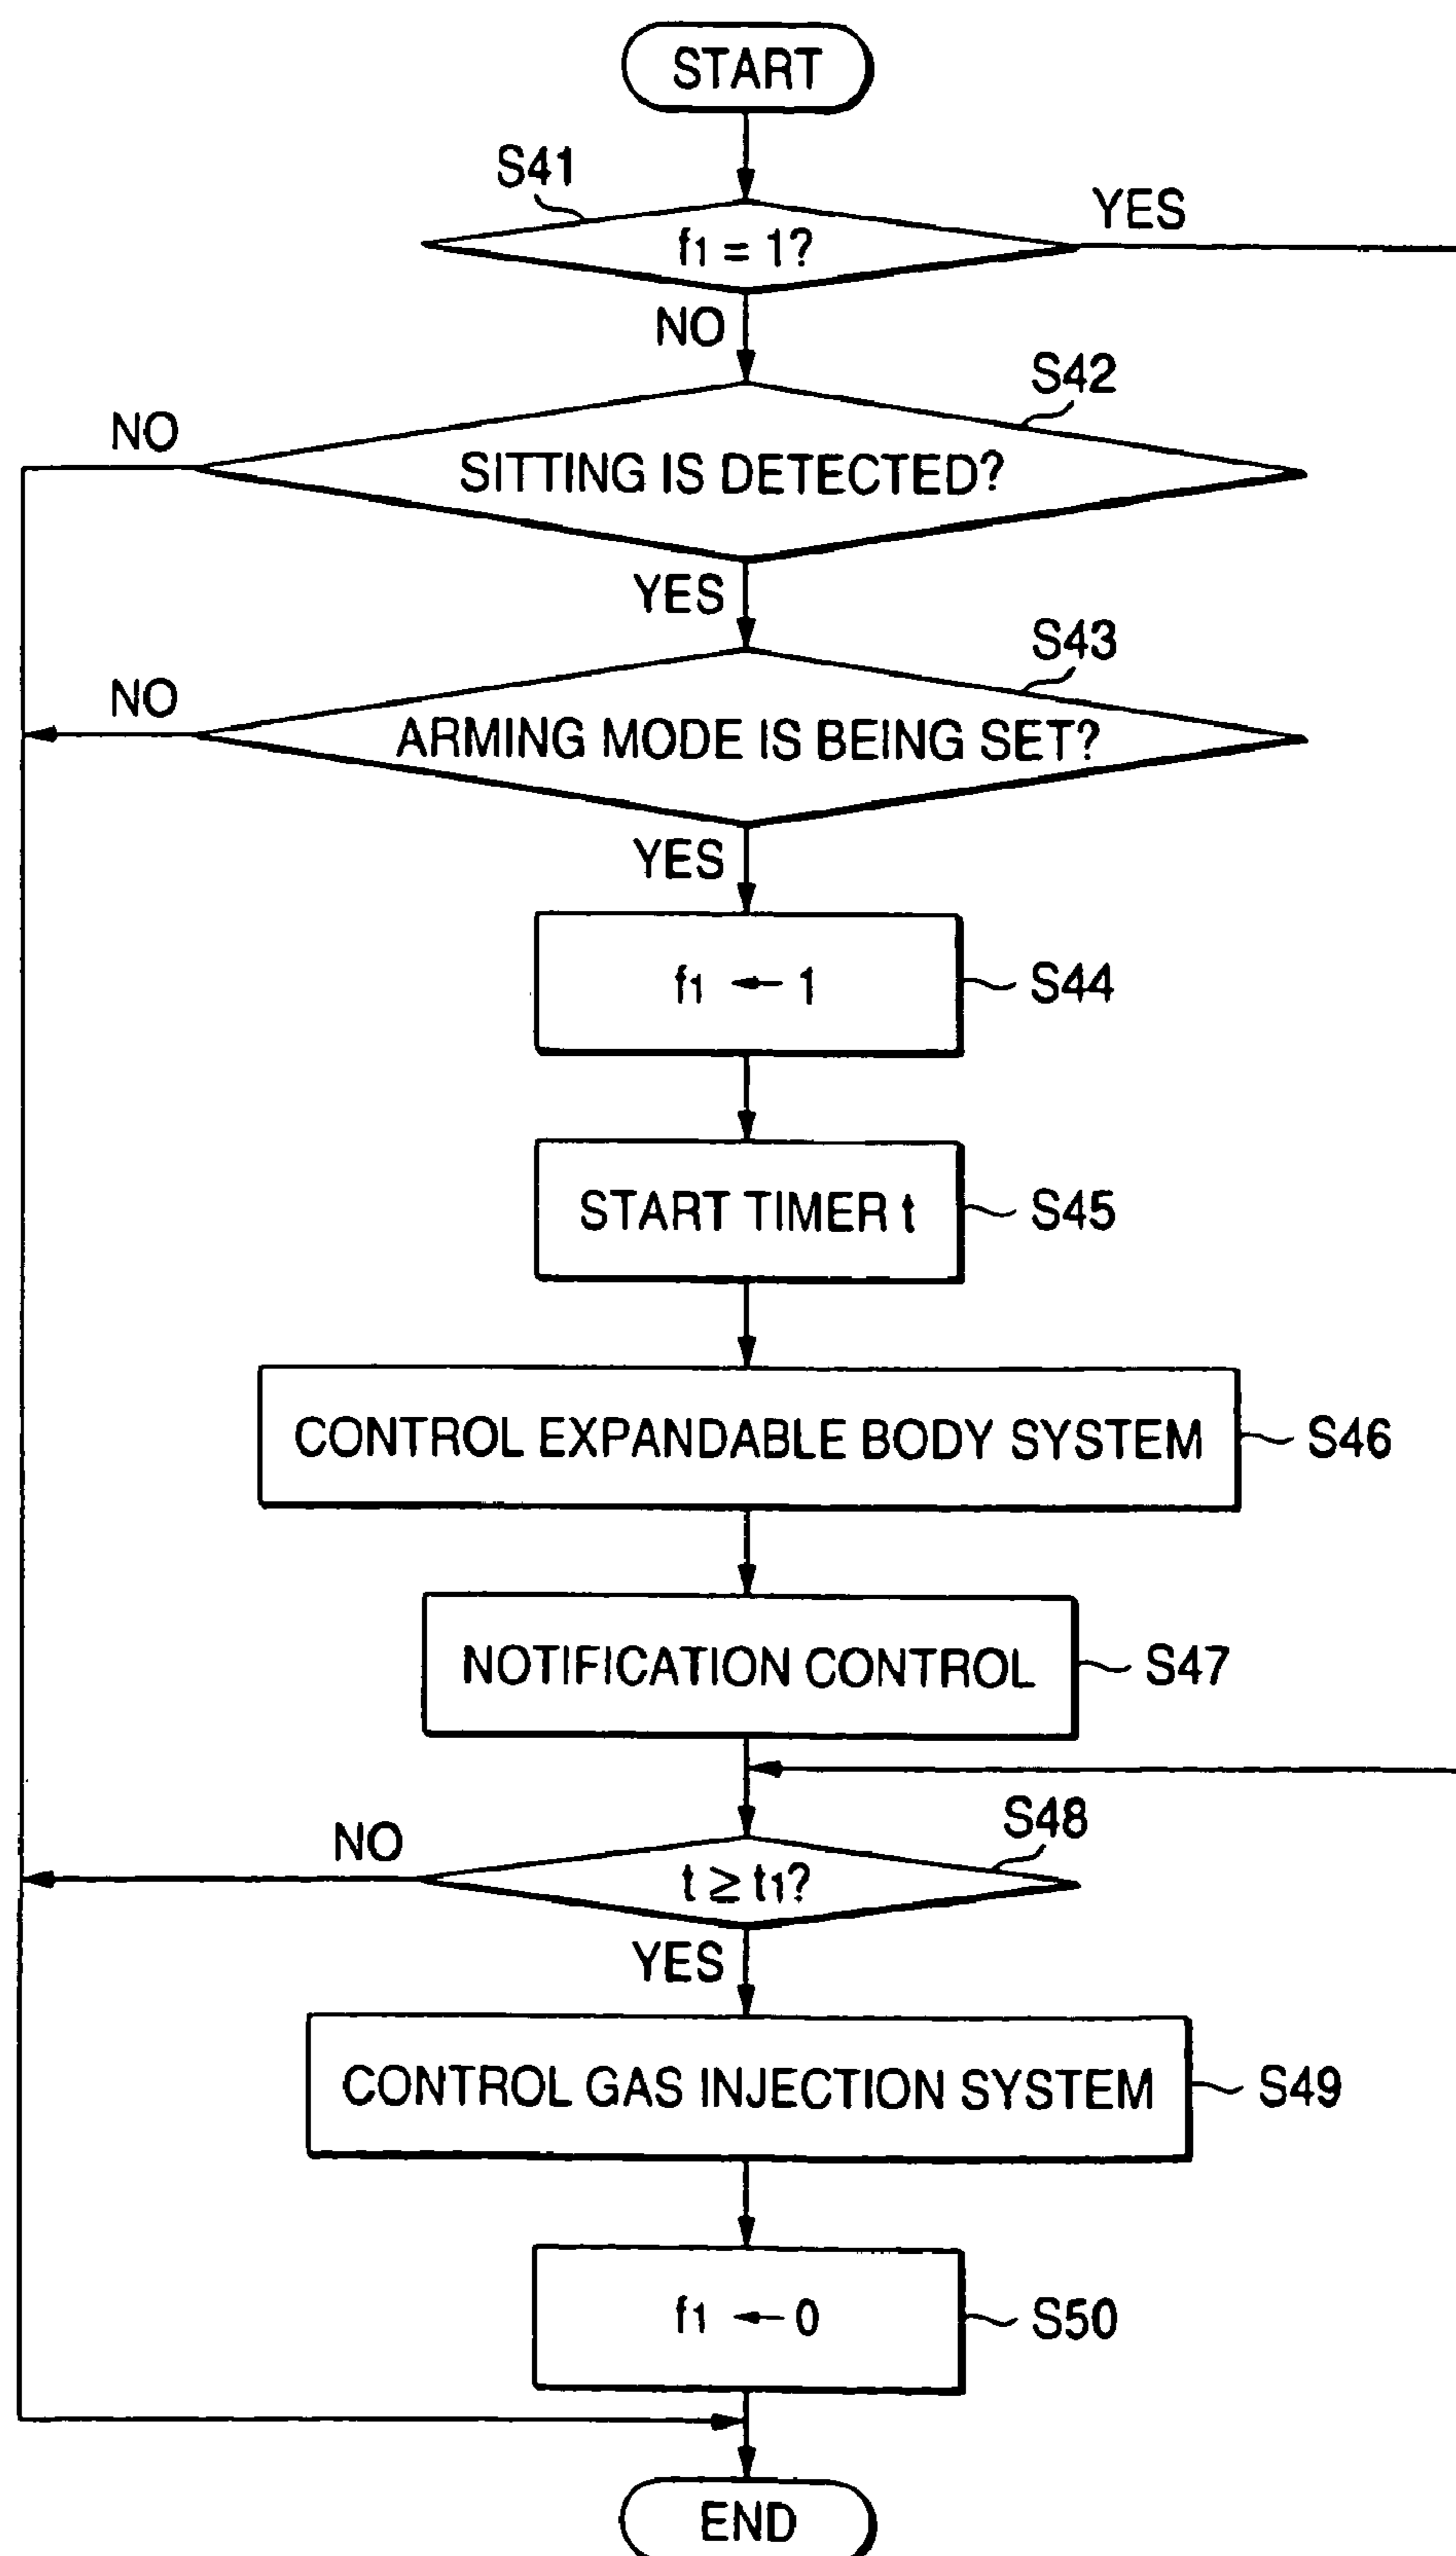 START
S41
YES
f1 = 1?
NO
S42
NO
SITTING IS DETECTED?
YES
S43
NO
ARMING MODE IS BEING SET?
YES
f1 ← 1
S44
START TIMER t
S45
CONTROL EXPANDABLE BODY SYSTEM
S46
NOTIFICATION CONTROL
S47
S48
NO
t ≥ t1?
YES
CONTROL GAS INJECTION SYSTEM
S49
f1 ← 0
S50
END